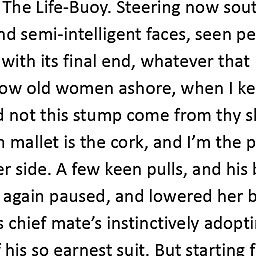 The Life-Buoy. Steering now sout
nd semi-intelligent faces, seen pe
with its final end, whatever that
ow old women ashore, when I ke
d not this stump come from thy sl
n mallet is the cork, and I'm the p
er side. A few keen pulls, and his b
again paused, and lowered her b
s chief mate's instinctively adopti
f his so earnest suit. But starting f